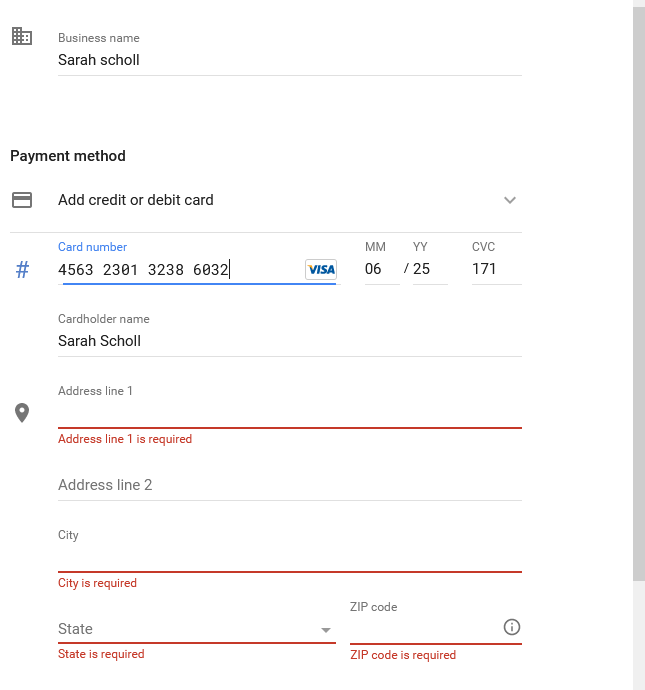 Business name
Sarah scholl
Payment method
Add credit or debit card
Card number MM YY CVC
# 4563 2301 3238 6032 VISA 06 / 25 171
Cardholder name
Sarah Scholl
Address line 1
Address line 1 is required
Address line 2
City
City is required
ZIP code
State
State is required ZIP code is required